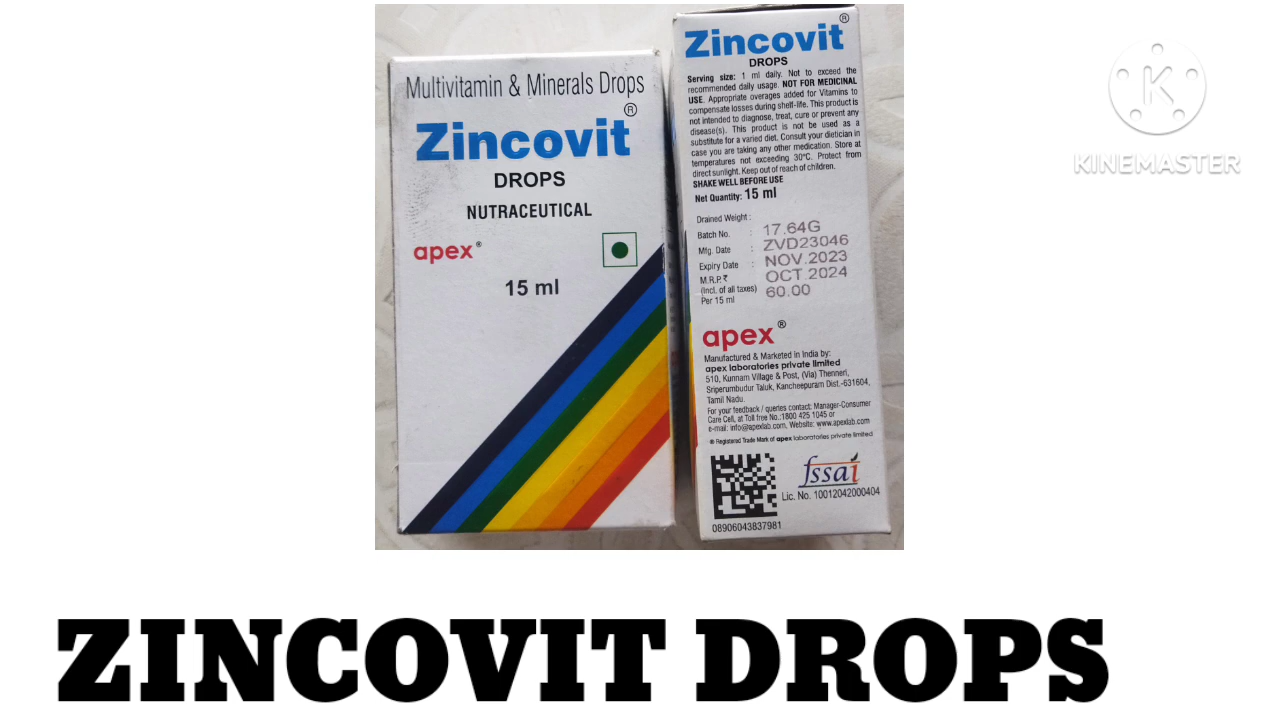 Multivitamin & Minerals Drops
Zincovit®
DROPS
NUTRACEUTICAL
apex®
15 ml
Zincovit®
DROPS
Serving size: 1 ml daily. Not to exceed the
recommended daily usage. NOT FOR MEDICINAL
USE. Appropriate overages added for Vitamins to
compensate losses during shelf-life. This product is
not intended to diagnose, treat, cure or prevent any
disease(s). This product is not be used as a
substitute for a varied diet. Consult your dietician in
case you are taking any other medication. Store at
temperatures not exceeding 30°C. Protect from
direct sunlight. Keep out of reach of children.
SHAKE WELL BEFORE USE
Net Quantity: 15 ml
Drained Weight :
Batch No. : 17.64G
Mfg. Date : ZVD23046
Expiry Date : NOV.2023
M.R.P.₹ OCT.2024
(Incl. of all taxes) : 60.00
Per 15 ml
apex®
Manufactured & Marketed in India by:
apex laboratories private limited
510, Kunnam Village & Post, (Via) Thenneri,
Sriperumbudur Taluk, Kancheepuram Dist.-631604,
Tamil Nadu.
For your feedback / queries contact: Manager-Consumer
Care Cell, at Toll free No.:1800 425 1045 or
e-mail: info@apexlab.com, Website: www.apexlab.com
® Registered Trade Mark of apex laboratories private limited
fssai
Lic. No. 10012042000404
08906043837981
K
KINEMASTER
ZINCOVIT DROPS